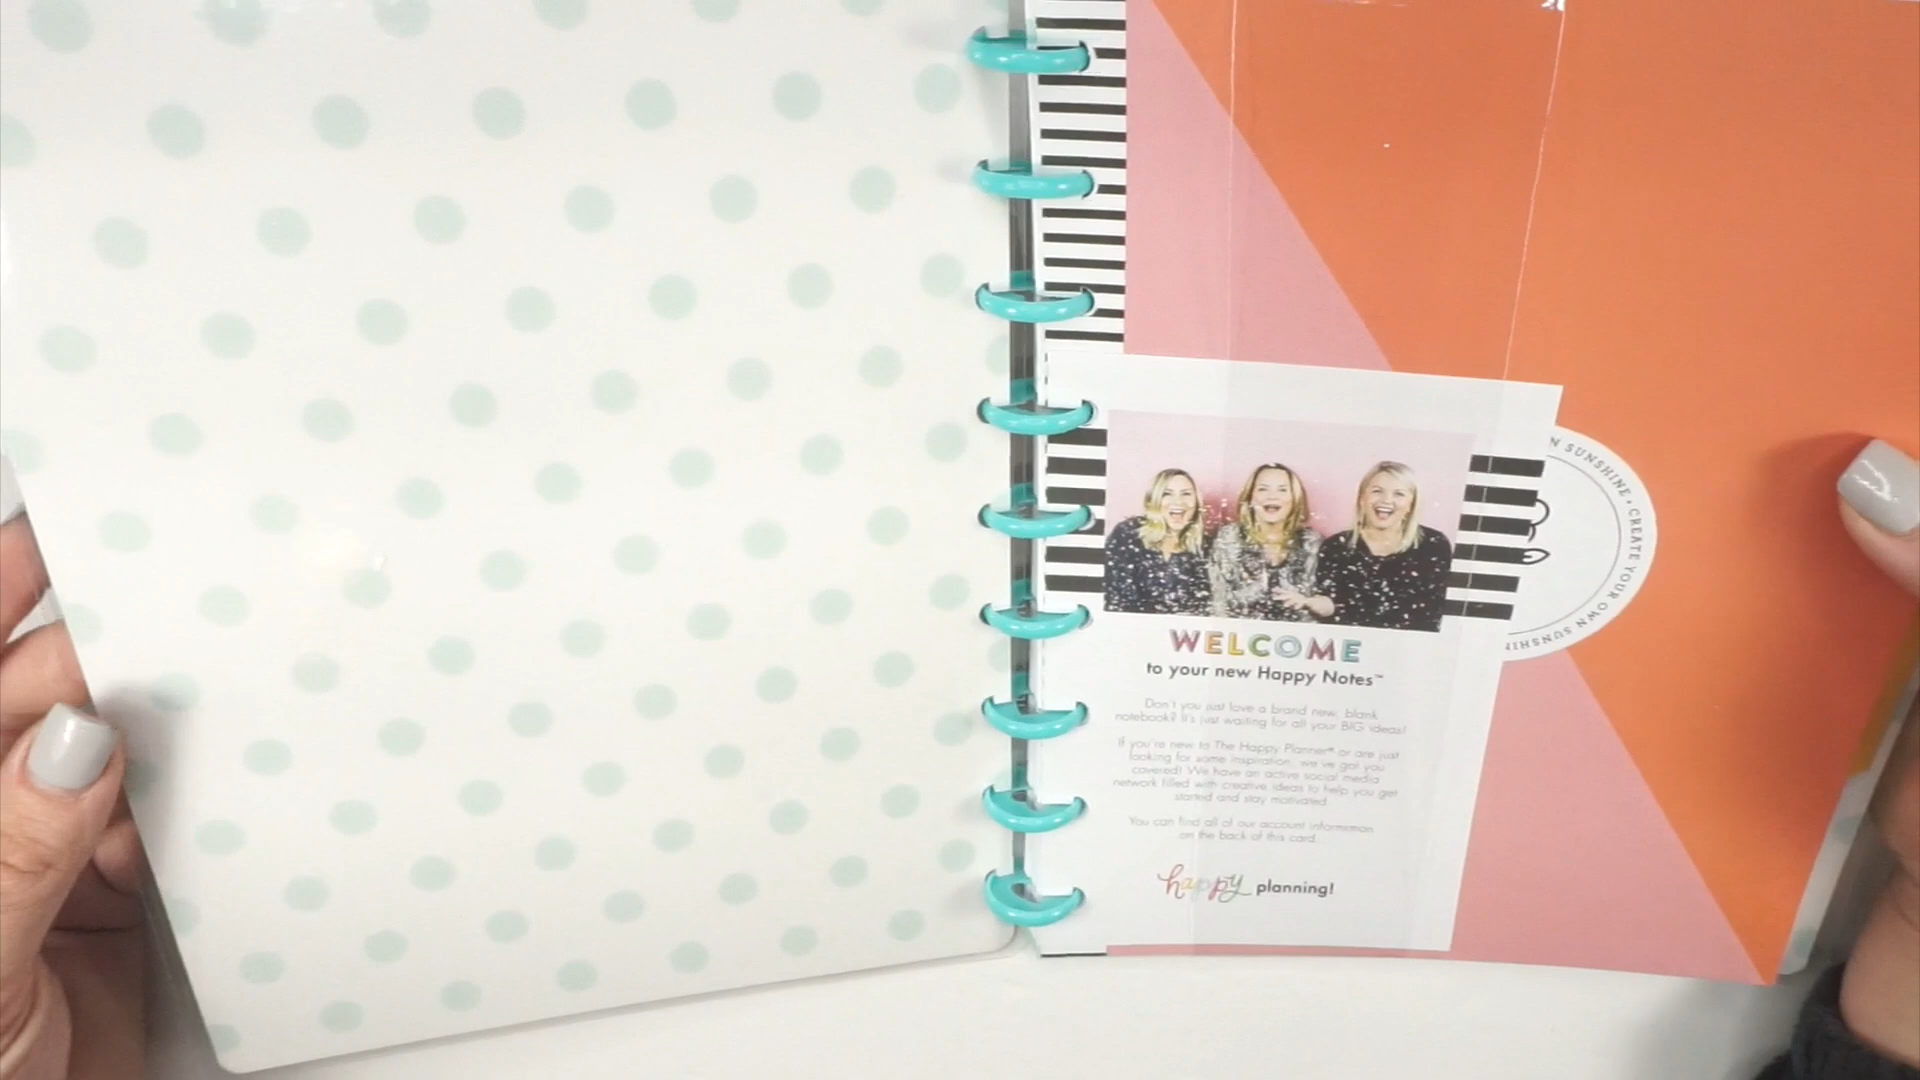 WELCOME
to your new Happy Notes™
Don't you just love a brand new, blank
notebook? It's just waiting for all your BIG ideas!
If you're new to The Happy Planner® or are just
looking for some inspiration, we've got you
covered! We have an active social media
network filled with creative ideas to help you get
started and stay motivated.
You can find all of our account information
on the back of this card.
happy planning!
N SUNSHINE • CREATE YOUR OWN SUNSHIN